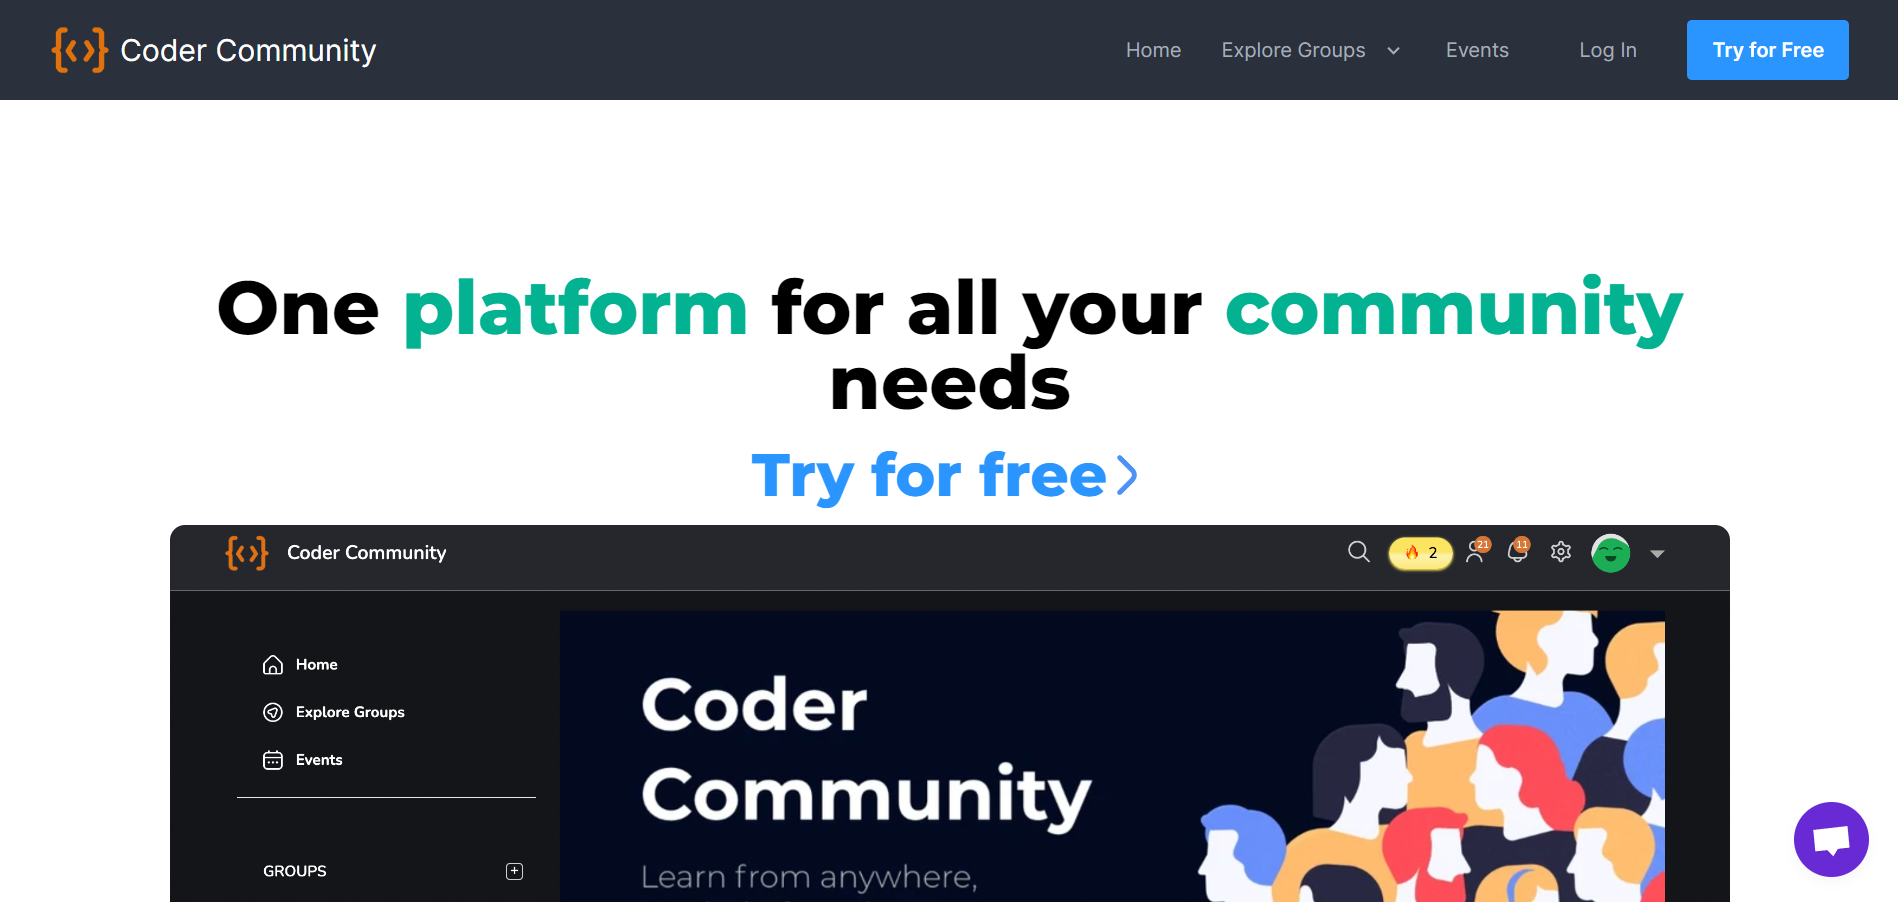 Coder Community
Home
Explore Groups
Events
Log In
Try for Free
One platform for all your community
needs
Try for free
Coder Community
2
21
11
Home
Explore Groups
Events
GROUPS
Coder
Community
Learn from anywhere,